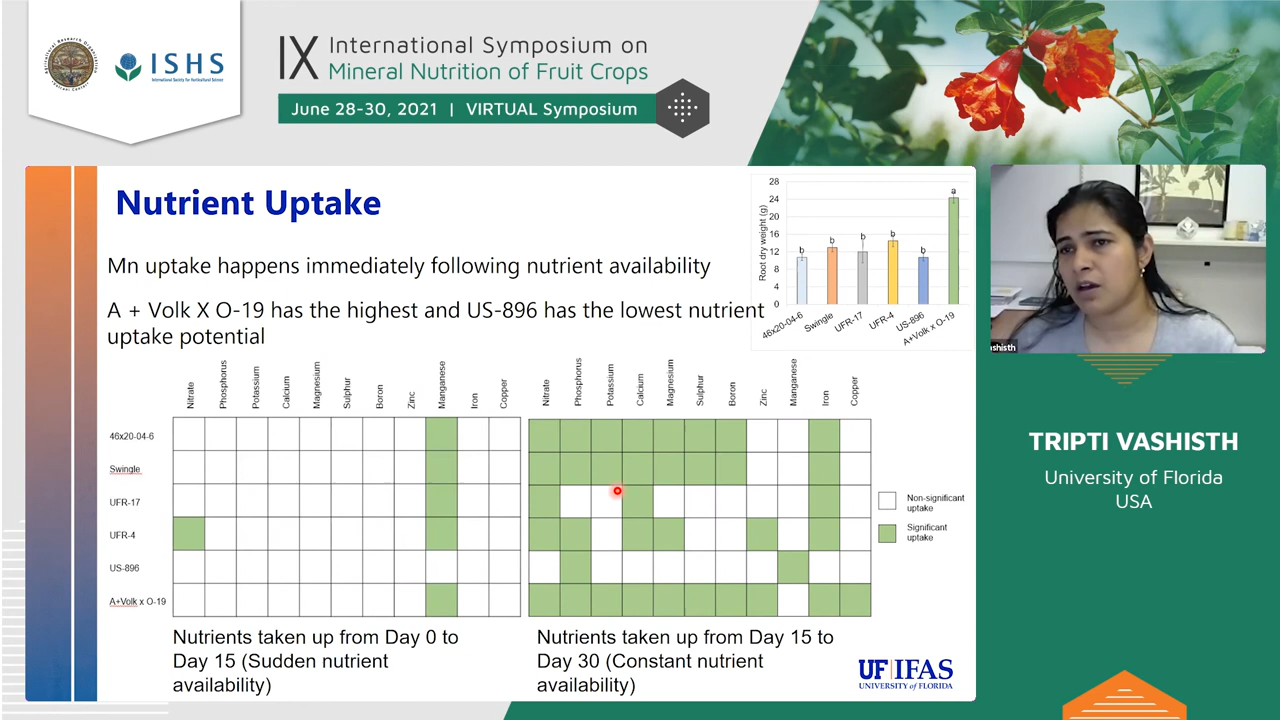 ISHS
International Society for Horticultural Science
IX International Symposium on
Mineral Nutrition of Fruit Crops
June 28-30, 2021 | VIRTUAL Symposium
Nutrient Uptake
Mn uptake happens immediately following nutrient availability
A + Volk X O-19 has the highest and US-896 has the lowest nutrient
uptake potential
Root dry weight (g)
28
24
20
16
12
8
4
0
b b b b b a
46x20-04-6 Swingle UFR-17 UFR-4 US-896 A+Volk x O-19
Nitrate Phosphorus Potassium Calcium Magnesium Sulphur Boron Zinc Manganese Iron Copper
Nitrate Phosphorus Potassium Calcium Magnesium Sulphur Boron Zinc Manganese Iron Copper
46x20-04-6
Swingle
UFR-17
UFR-4
US-896
A+Volk x O-19
Non-significant
uptake
Significant
uptake
Nutrients taken up from Day 0 to
Day 15 (Sudden nutrient
availability)
Nutrients taken up from Day 15 to
Day 30 (Constant nutrient
availability)
UF|IFAS
UNIVERSITY of FLORIDA
ashisth
TRIPTI VASHISTH
University of Florida
USA